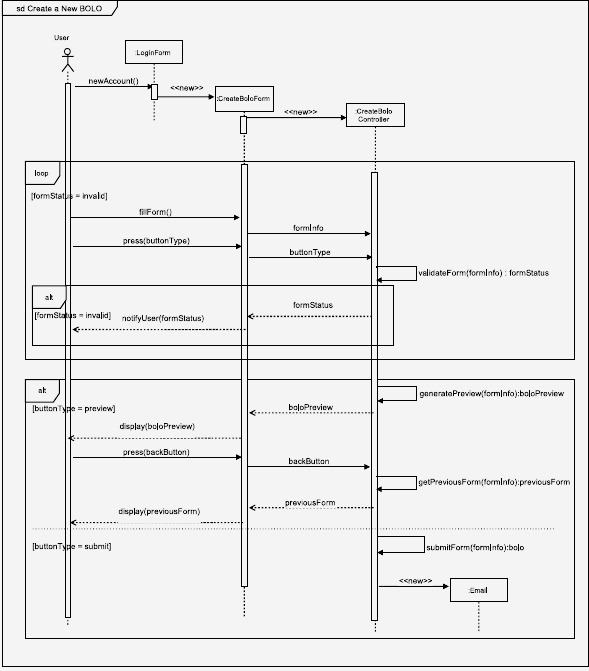 sd Create a New BOLO
User
:LoginForm
newAccount()
<<new>>
:CreateBoloForm
<<new>>
:CreateBolo
Controller
loop
[formStatus = invalid]
fillForm()
formInfo
press(buttonType)
buttonType
validateForm(formInfo) : formStatus
alt
formStatus
[formStatus = invalid]
notifyUser(formStatus)
alt
generatePreview(formInfo):boloPreview
[buttonType = preview]
boloPreview
display(boloPreview)
press(backButton)
backButton
getPreviousForm(formInfo):previousForm
previousForm
display(previousForm)
[buttonType = submit]
submitForm(formInfo):bolo
<<new>>
:Email